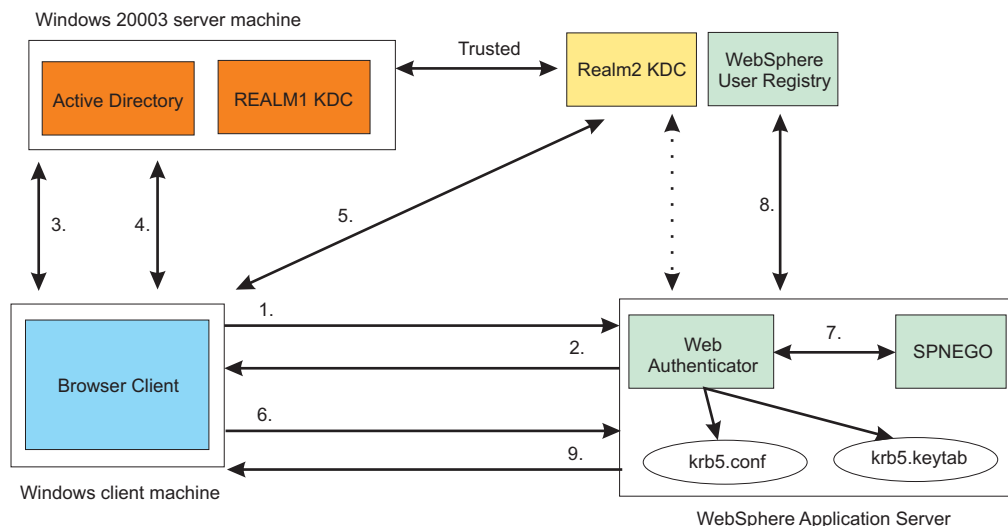 Windows 20003 server machine
Active Directory
REALM1 KDC
Trusted
Realm2 KDC
WebSphere
User Registry
3.
4.
5.
8.
1.
2.
6.
9.
7.
Browser Client
Web
Authenticator
SPNEGO
krb5.conf
krb5.keytab
Windows client machine
WebSphere Application Server